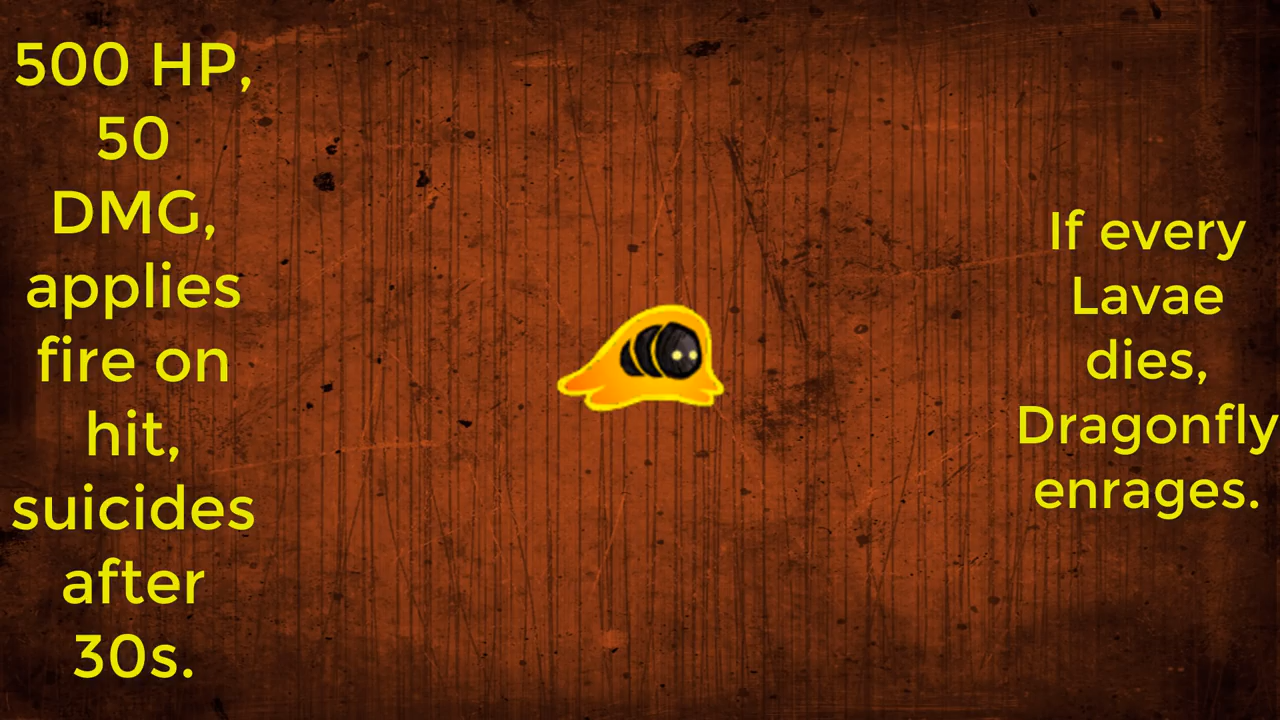 500 HP,
50
DMG,
applies
fire on
hit,
suicides
after
30s.
If every
Lavae
dies,
Dragonfly
enrages.